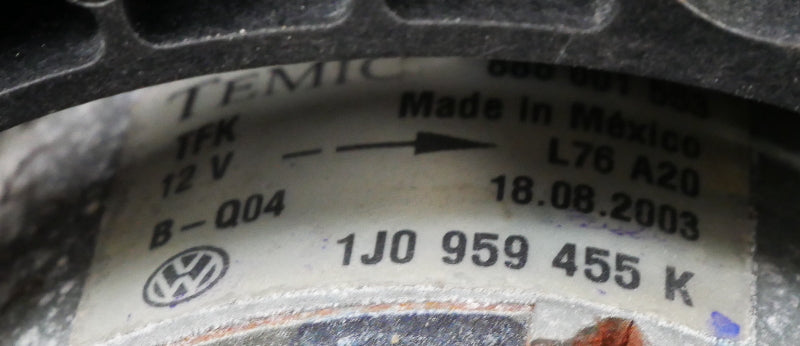 TEMIC
TFK Made in México
12 V L76 A20
B-Q04 18.08.2003
1J0 959 455 K